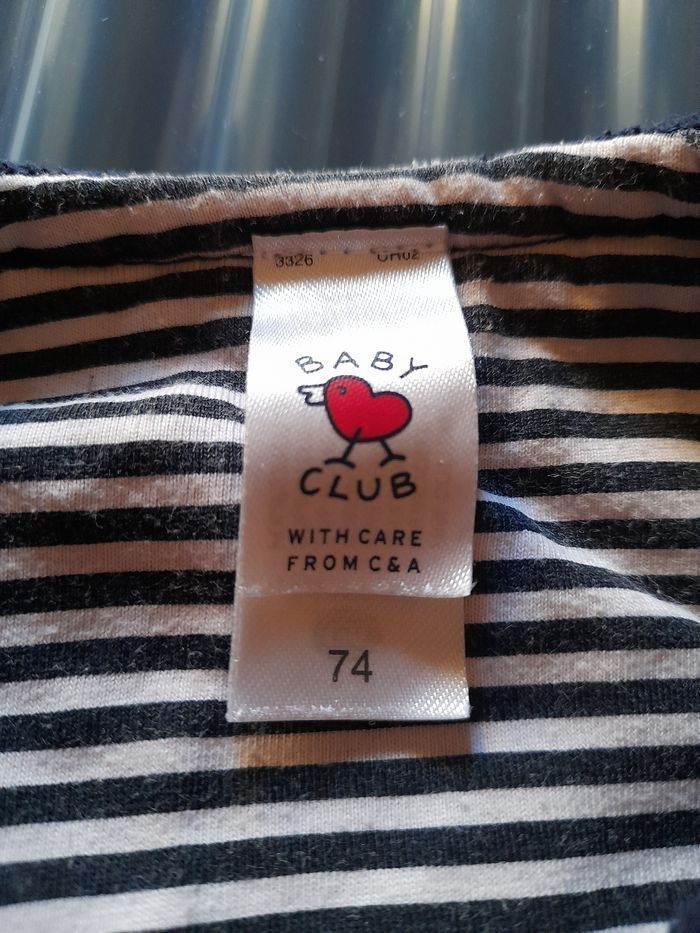 3326
BABY
CLUB
WITH CARE
FROM C&A
74